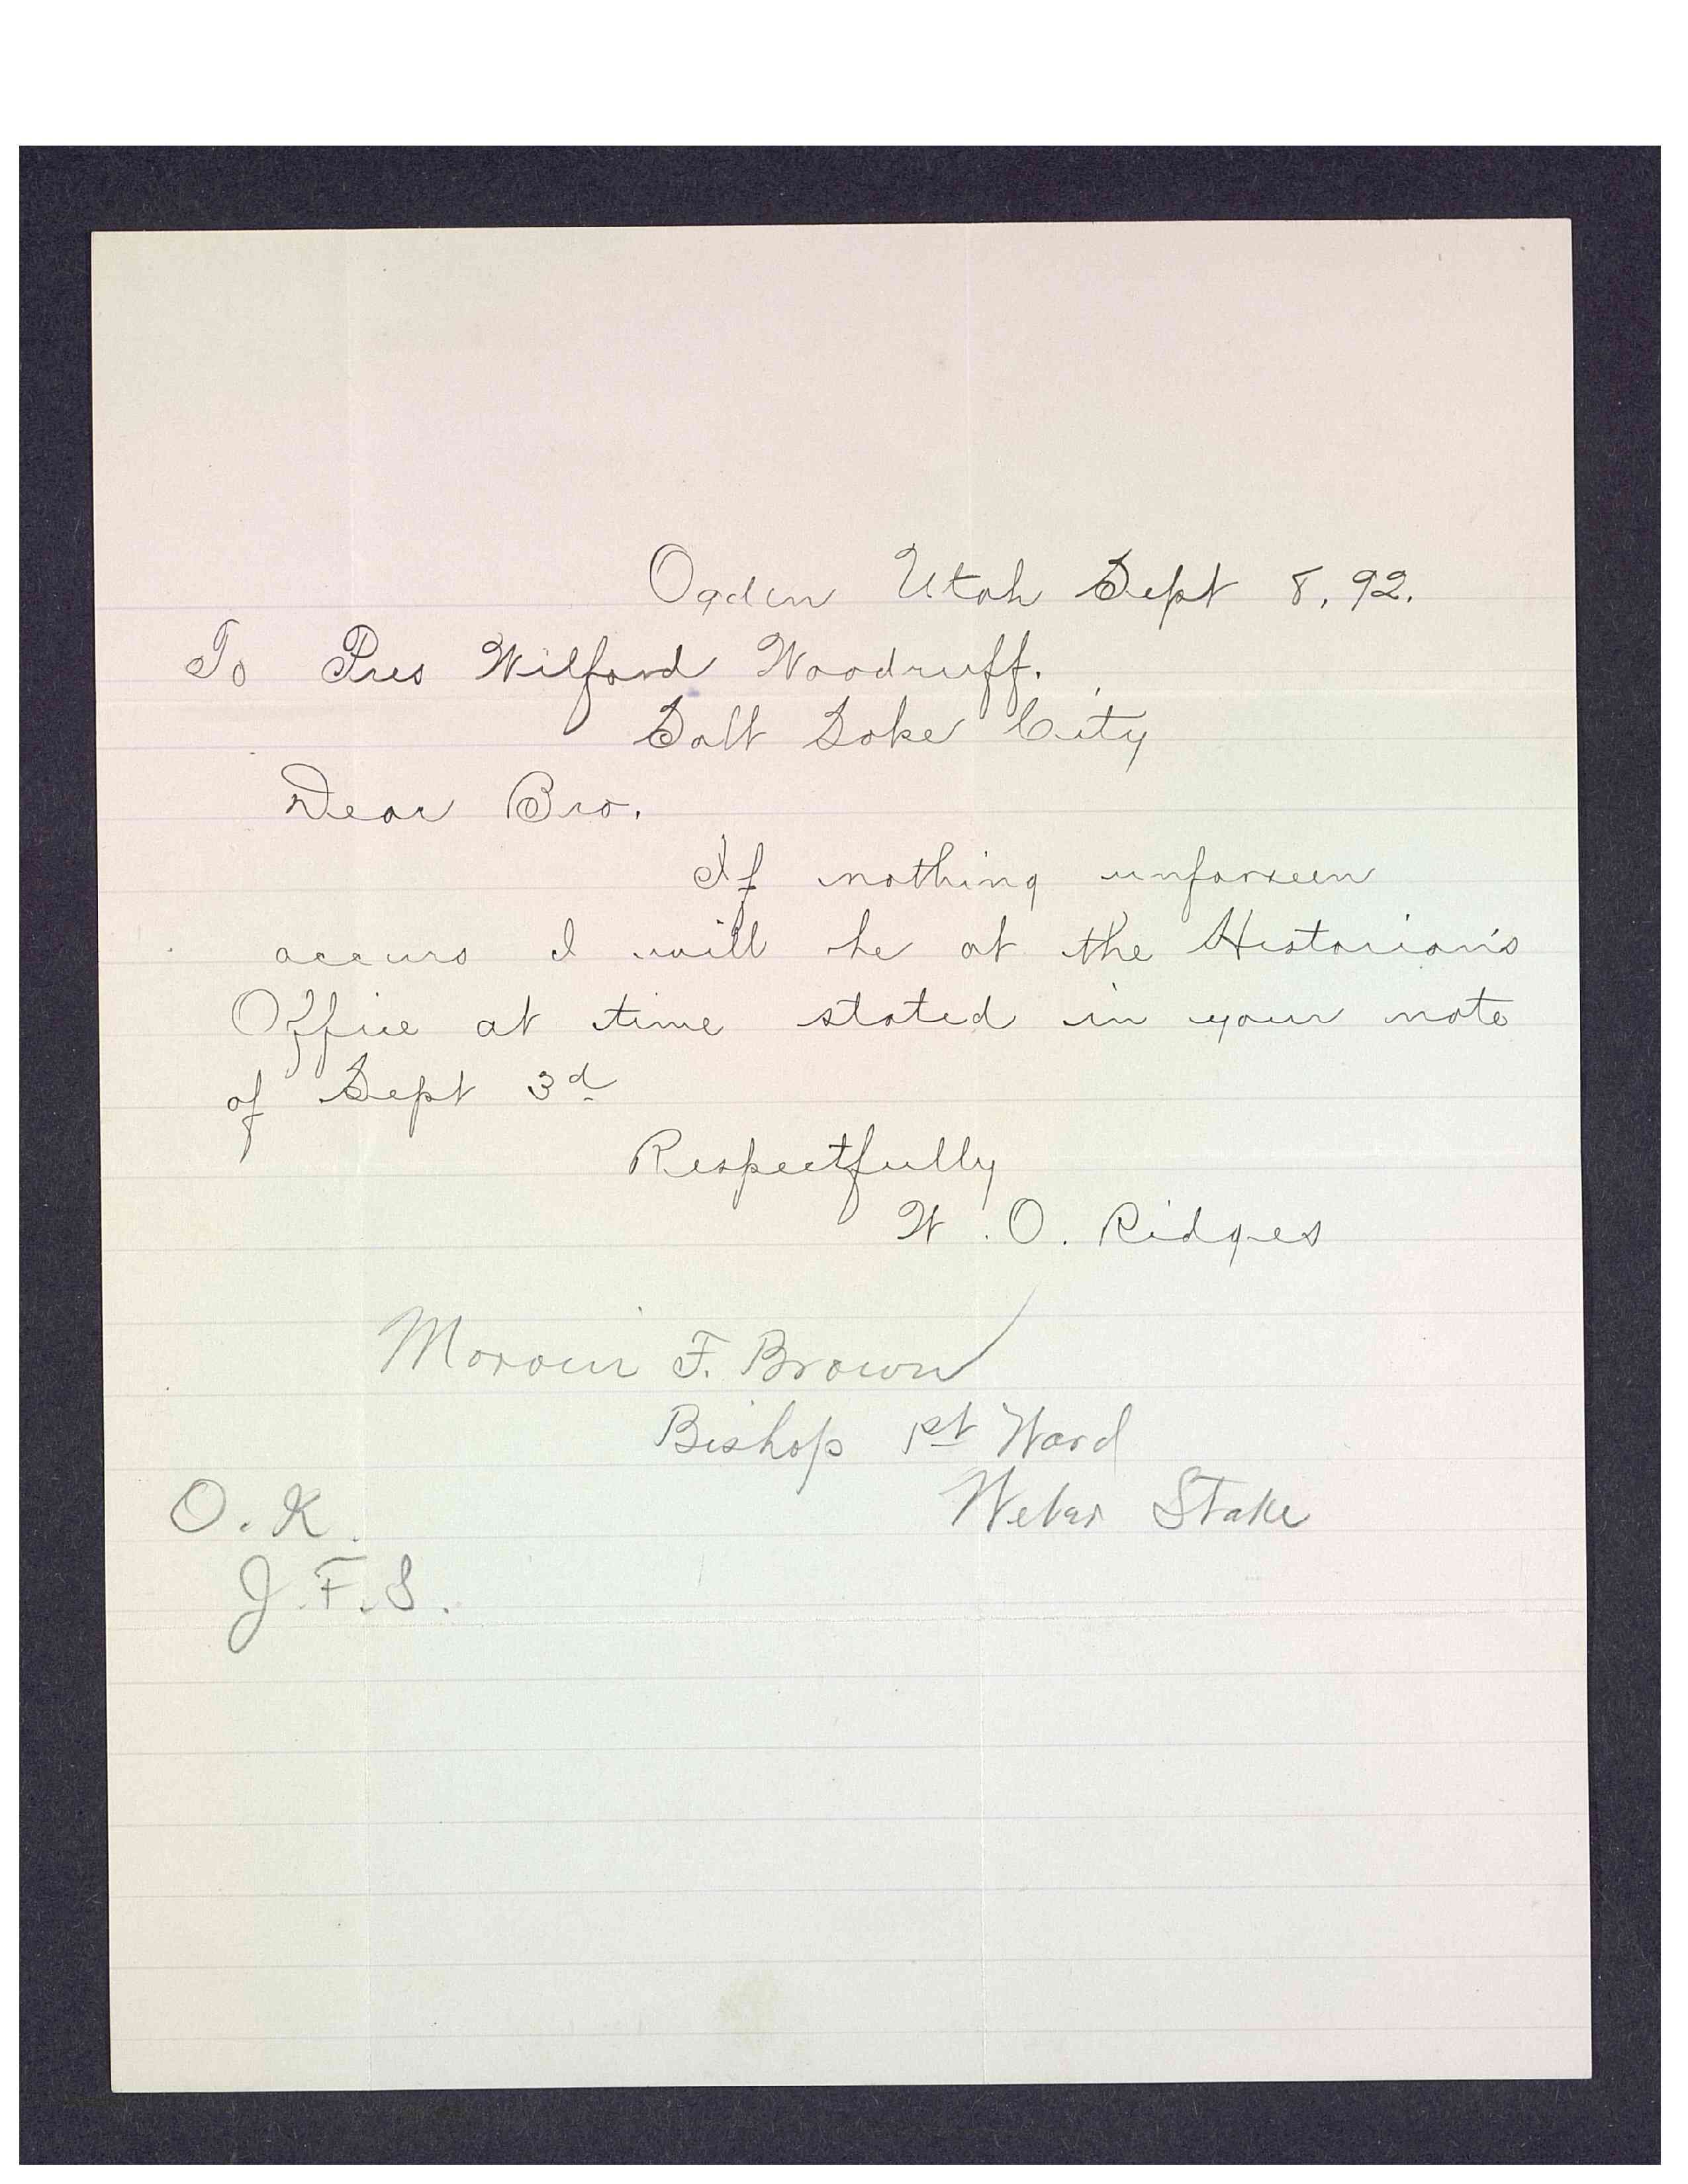 Ogden Utah Sept 8, 92.
To Pres Wilford Woodruff.
Salt Lake City
Dear Bro.
If nothing unforseen
occurs I will be at the Historian's
Office at time stated in your note
of Sept 3d
Respectfully
W. O. Ridges
Moroni F. Brown
Bishop 1st Ward
Weber Stake
O. K.
J. F. S.